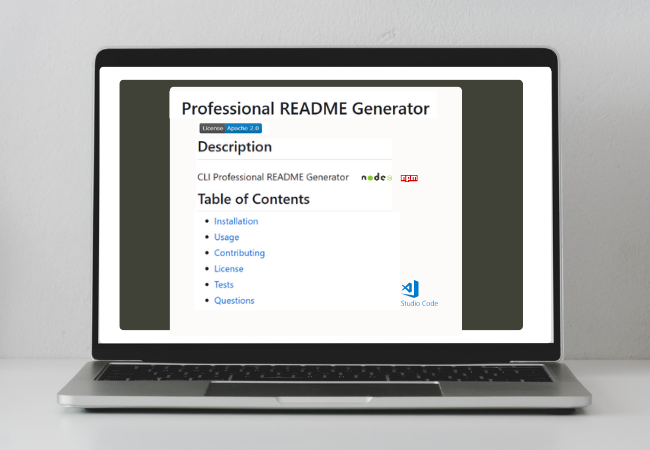 Professional README Generator
License Apache 2.0
Description
CLI Professional README Generator node npm
Table of Contents
Installation
Usage
Contributing
License
Tests
Questions
Studio Code